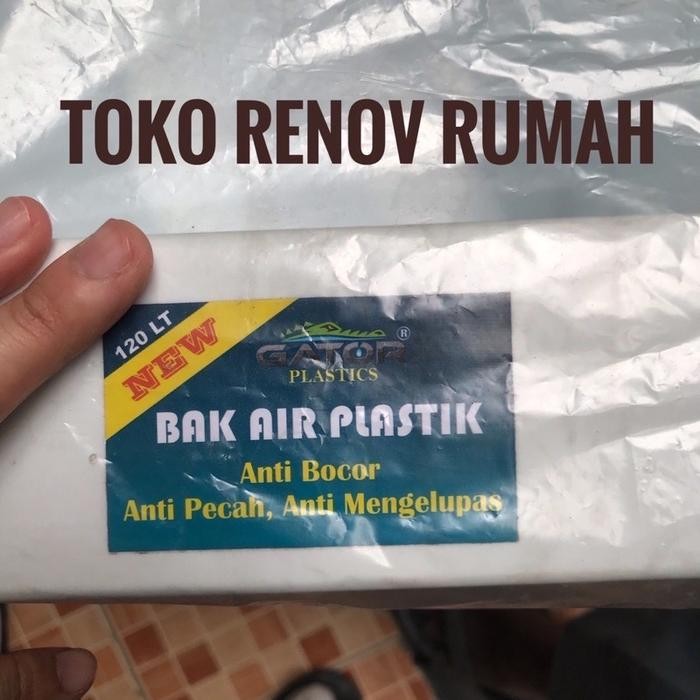 TOKO RENOV RUMAH
120 LT
NEW
GATOR ®
PLASTICS
BAK AIR PLASTIK
Anti Bocor
Anti Pecah, Anti Mengelupas